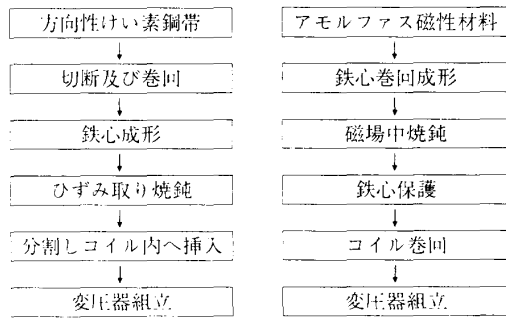 方向性けい素鋼帯
切断及び巻回
鉄心成形
ひずみ取り焼鈍
分割しコイル内へ挿入
変圧器組立
アモルファス磁性材料
鉄心巻回成形
磁場中焼鈍
鉄心保護
コイル巻回
変圧器組立